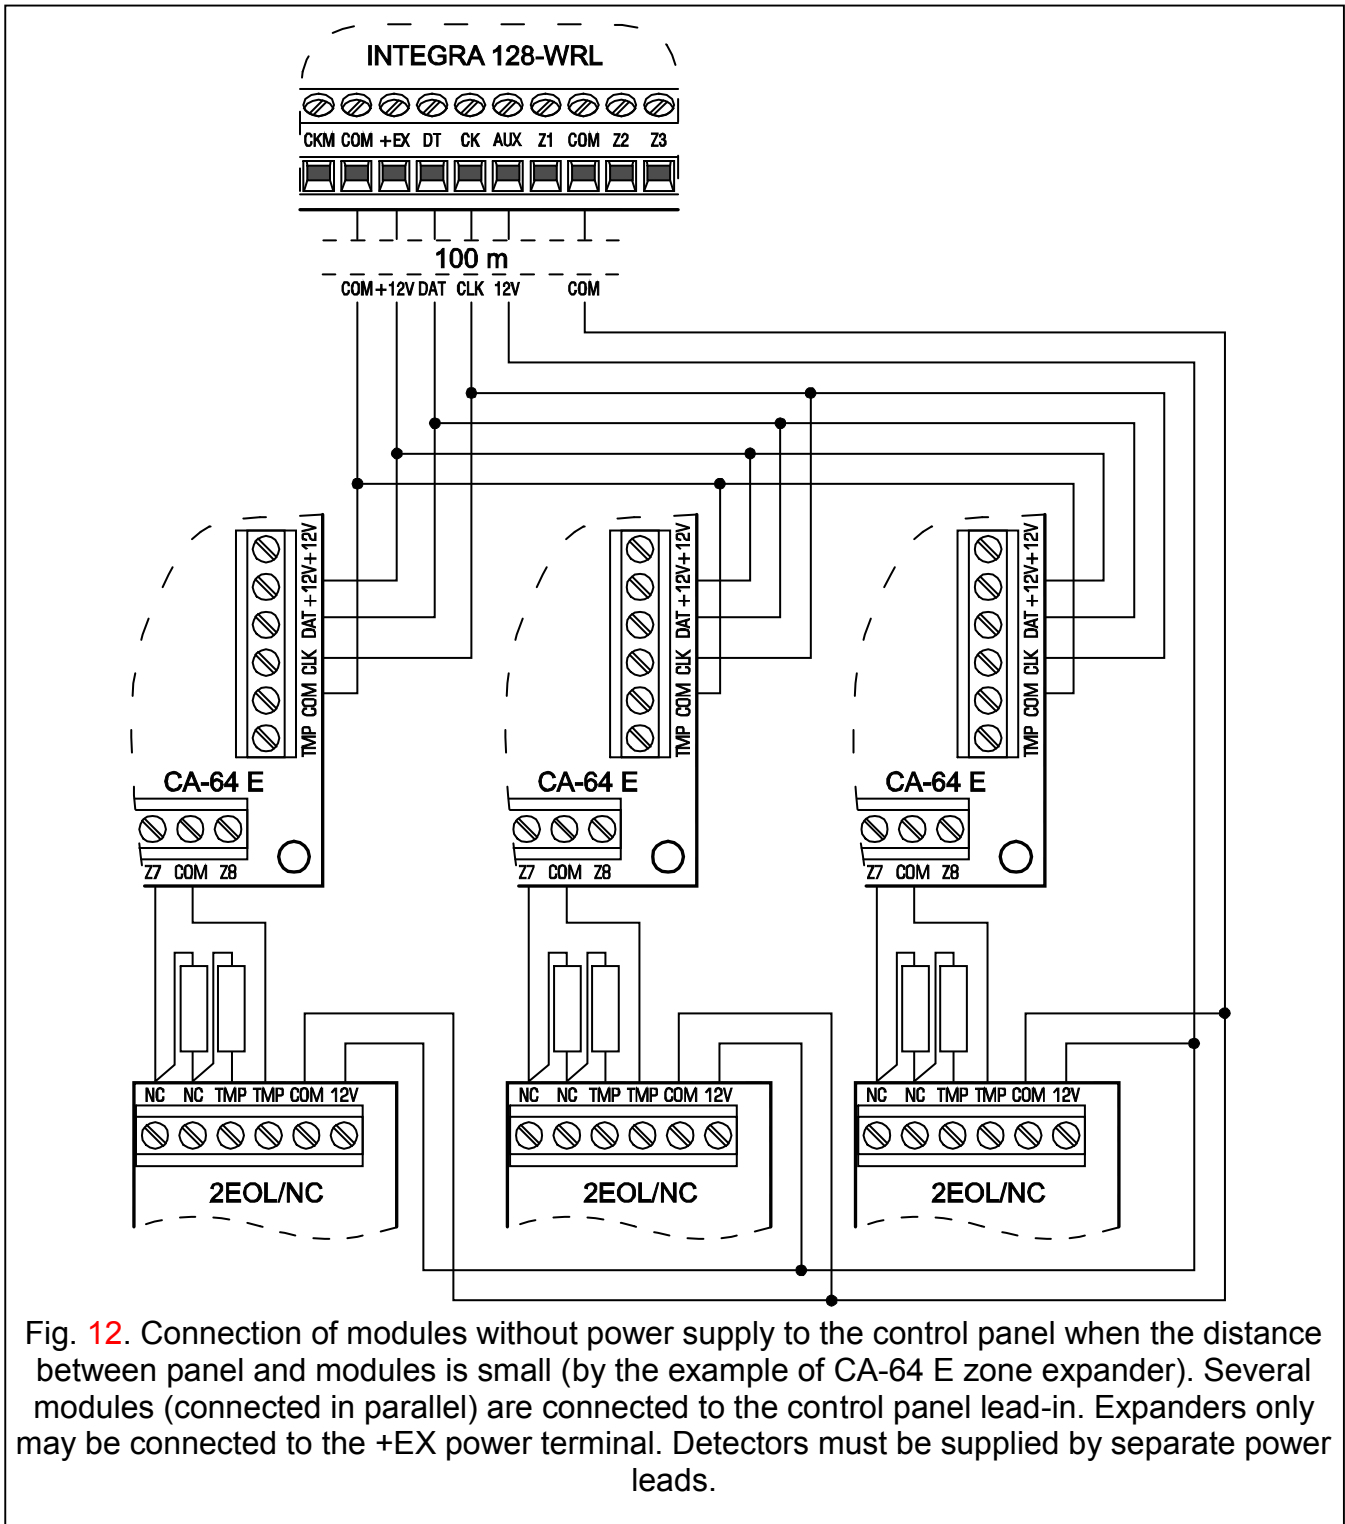 INTEGRA 128-WRL
CKM COM +EX DT CK AUX Z1 COM Z2 Z3
100 m
COM +12V DAT CLK 12V COM
TMP COM CLK DAT +12V +12V
TMP COM CLK DAT +12V +12V
TMP COM CLK DAT +12V +12V
CA-64 E CA-64 E CA-64 E
Z7 COM Z8 Z7 COM Z8 Z7 COM Z8
NC NC TMP TMP COM 12V NC NC TMP TMP COM 12V NC NC TMP TMP COM 12V
2EOL/NC 2EOL/NC 2EOL/NC
Fig. 12. Connection of modules without power supply to the control panel when the distance
between panel and modules is small (by the example of CA-64 E zone expander). Several
modules (connected in parallel) are connected to the control panel lead-in. Expanders only
may be connected to the +EX power terminal. Detectors must be supplied by separate power
leads.